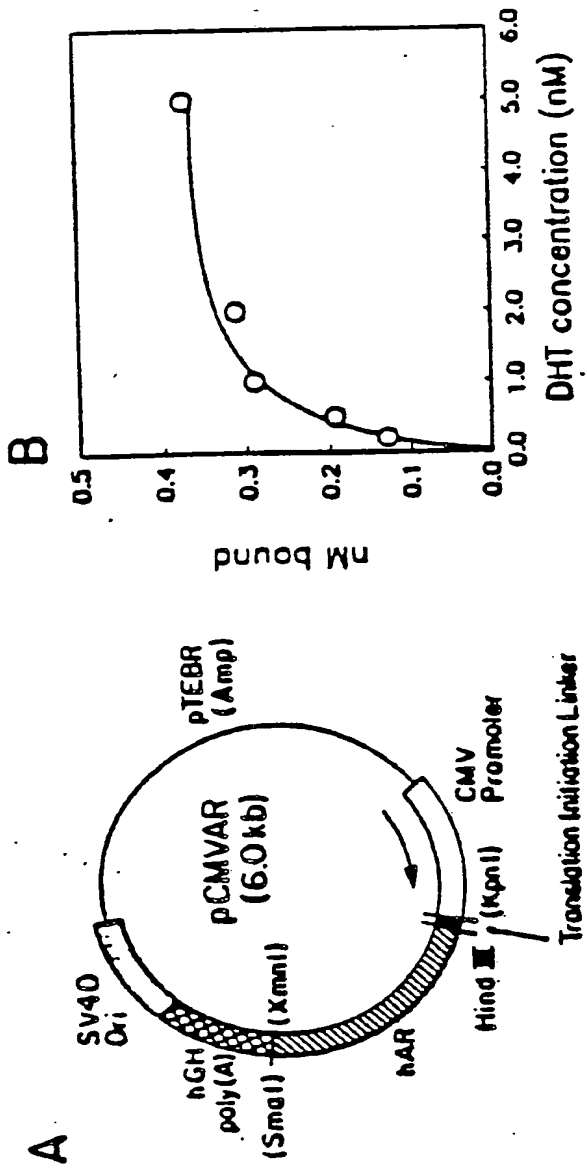 A
SV40
Ori
hGH
poly(A)
(SmaI)
(XmnI)
hAR
Hind III
(KpnI)
Translation Initiation Linker
CMV
Promoter
pTEBR
(Amp)
pCMVAR
(6.0kb)
B
nM bound
0.5
0.4
0.3
0.2
0.1
0.0
0.0
1.0
2.0
3.0
4.0
5.0
6.0
DHT concentration (nM)